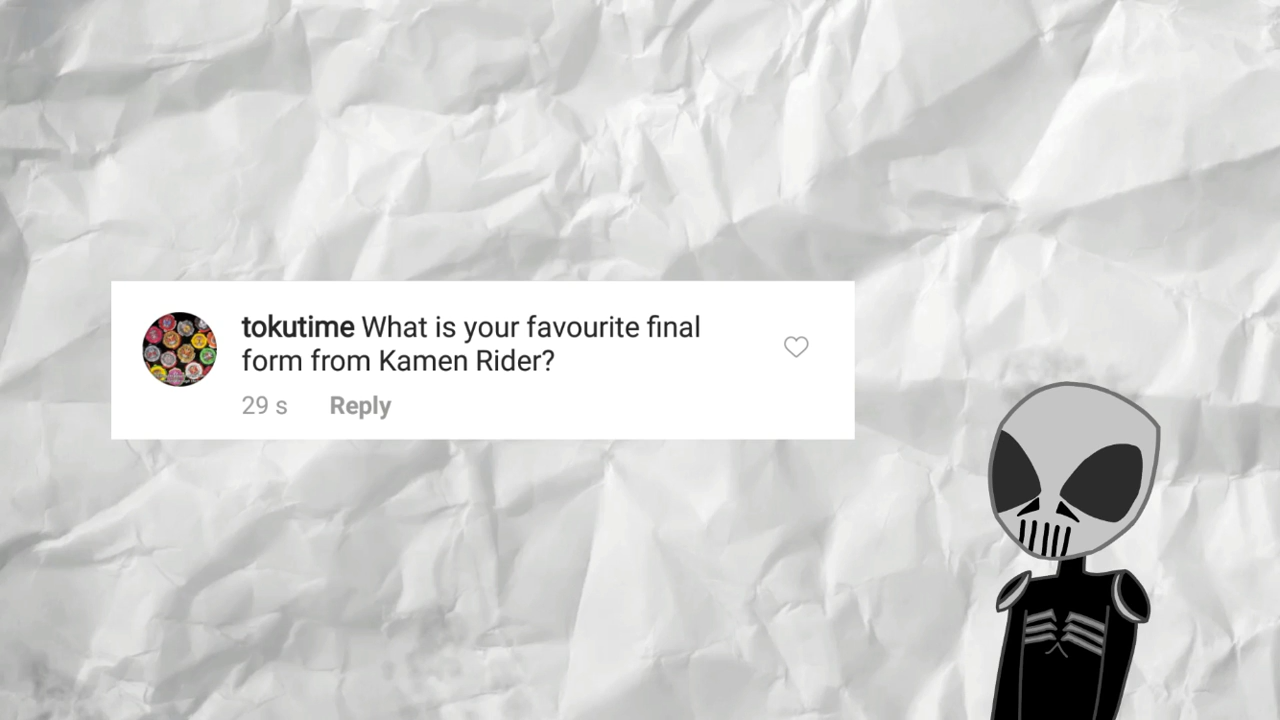 tokutime What is your favourite final
form from Kamen Rider?
29 s Reply